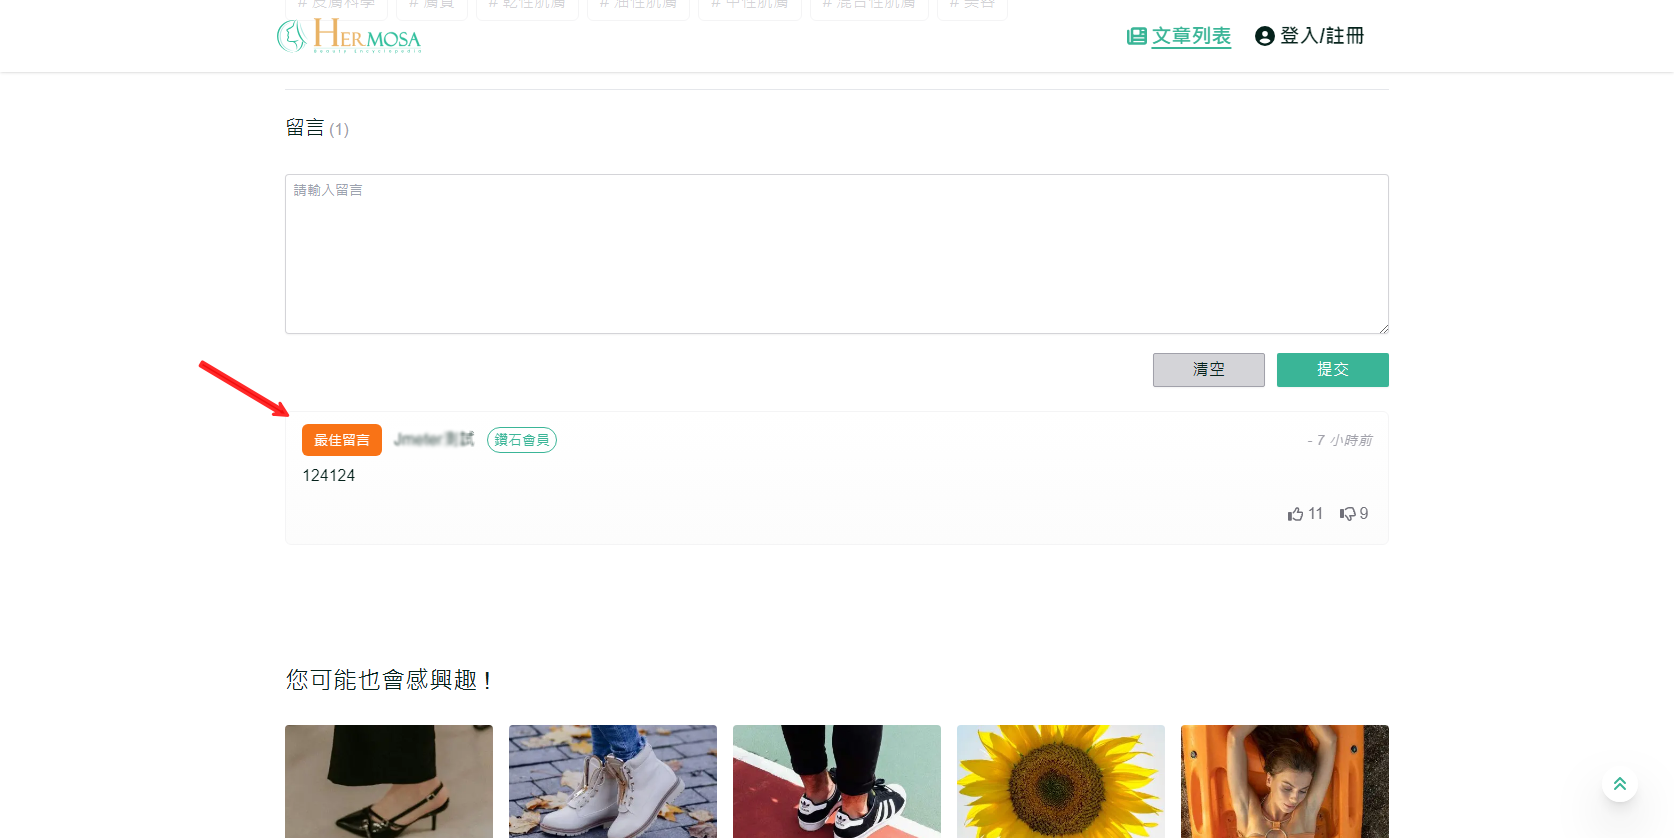 # 皮膚科學 # 膚質 # 乾性肌膚 # 油性肌膚 # 中性肌膚 # 混合性肌膚 # 美容
HERMOSA
文章列表 登入/註冊
留言 (1)
請輸入留言
清空 提交
最佳留言 Jmeter測試 鑽石會員 - 7 小時前
124124
11 9
您可能也會感興趣 !